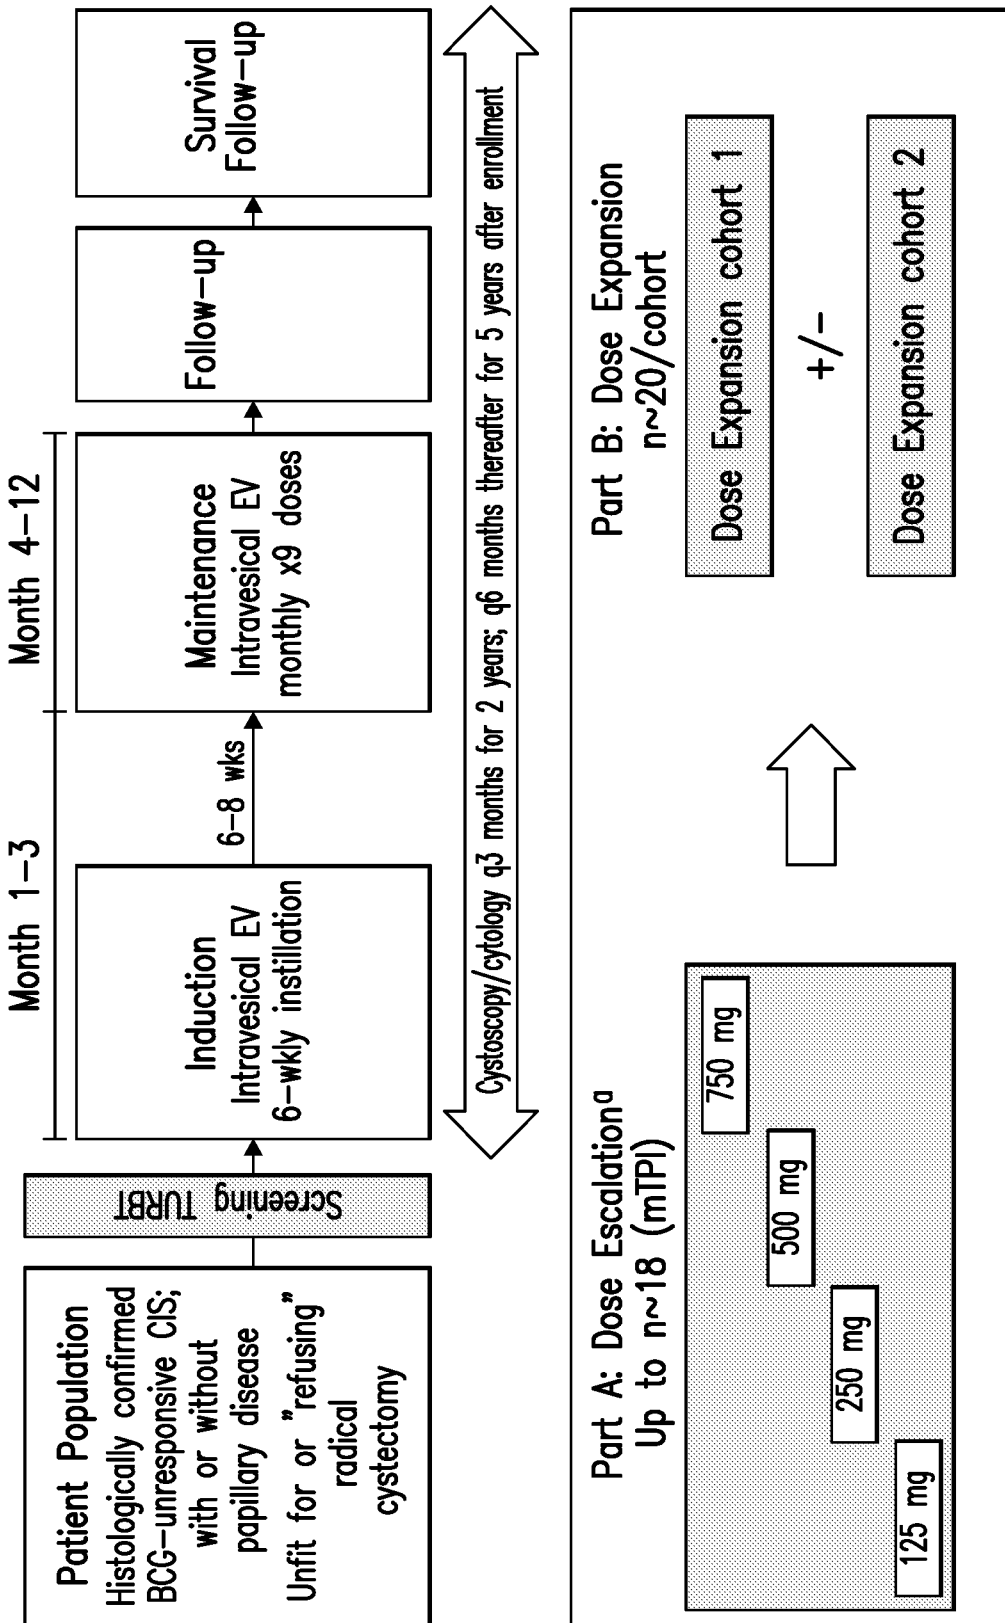 Month 1-3
Month 4-12
Patient Population
Histologically confirmed
BCG-unresponsive CIS;
with or without
papillary disease
Unfit for or "refusing"
radical
cystectomy
Screening
TURBT
Induction
Intravesical EV
6-wkly instillation
6-8 wks
Maintenance
Intravesical EV
monthly x9 doses
Follow-up
Survival
Follow-up
Cystoscopy/cytology q3 months for 2 years; q6 months thereafter for 5 years after enrollment
Part A: Dose Escalationᵃ
Up to n~18 (mTPI)
125 mg
250 mg
500 mg
750 mg
Part B: Dose Expansion
n~20/cohort
Dose Expansion cohort 1
+/-
Dose Expansion cohort 2